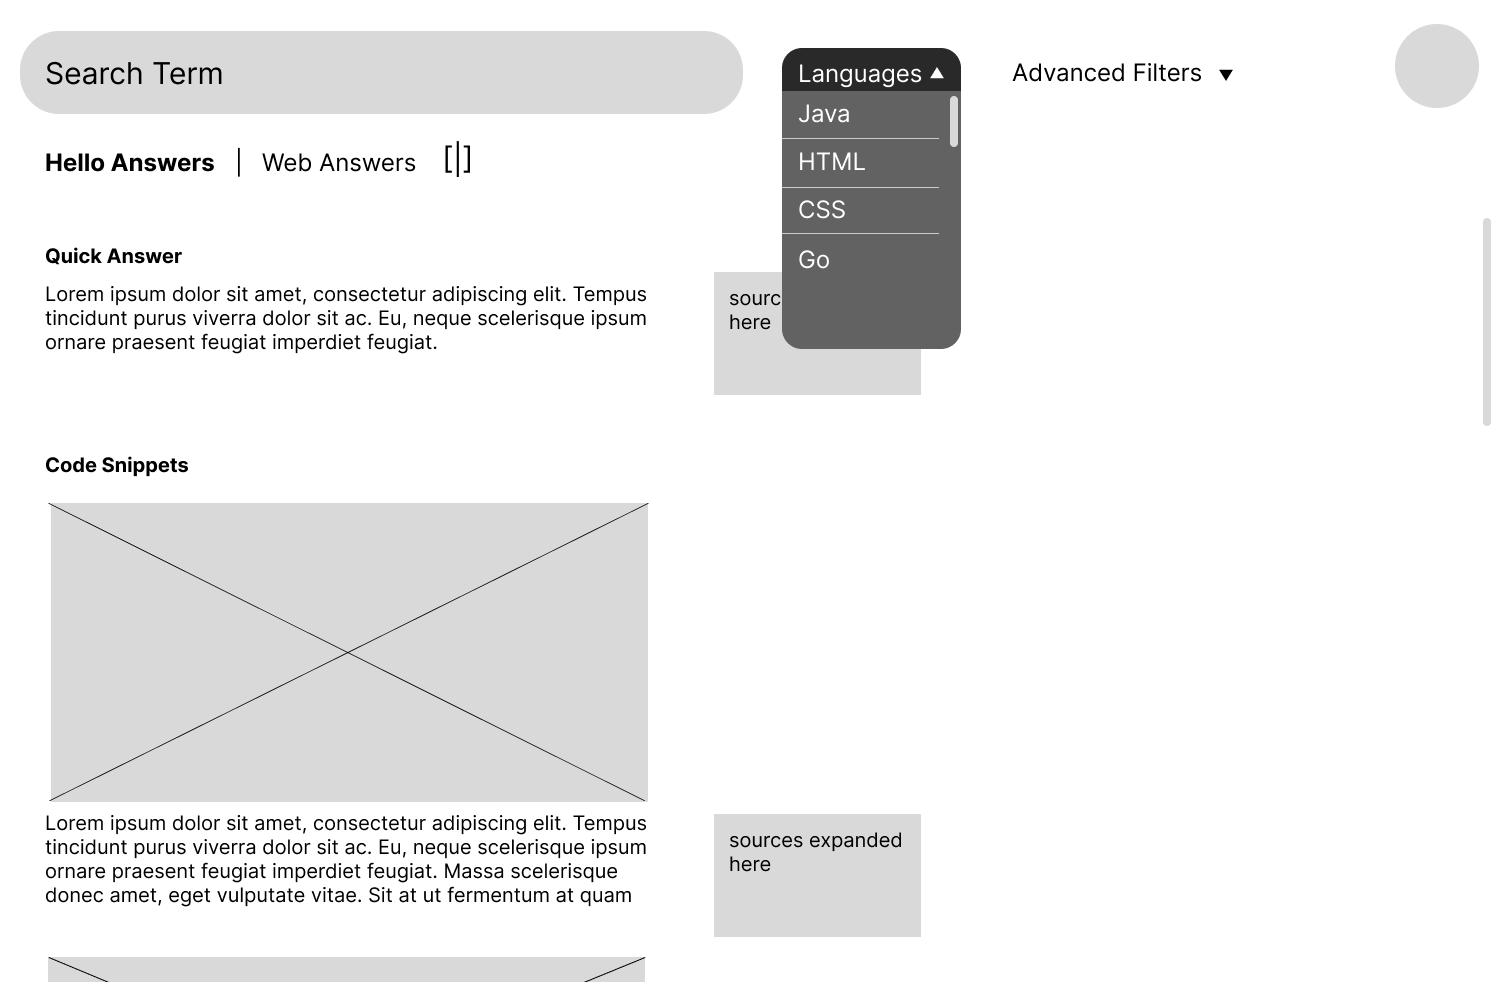 Search Term
Languages ▲
Advanced Filters ▼
Java
HTML
CSS
Go
Hello Answers | Web Answers [|]
Quick Answer
Lorem ipsum dolor sit amet, consectetur adipiscing elit. Tempus
tincidunt purus viverra dolor sit ac. Eu, neque scelerisque ipsum
ornare praesent feugiat imperdiet feugiat.
sourc
here
Code Snippets
Lorem ipsum dolor sit amet, consectetur adipiscing elit. Tempus
tincidunt purus viverra dolor sit ac. Eu, neque scelerisque ipsum
ornare praesent feugiat imperdiet feugiat. Massa scelerisque
donec amet, eget vulputate vitae. Sit at ut fermentum at quam
sources expanded
here